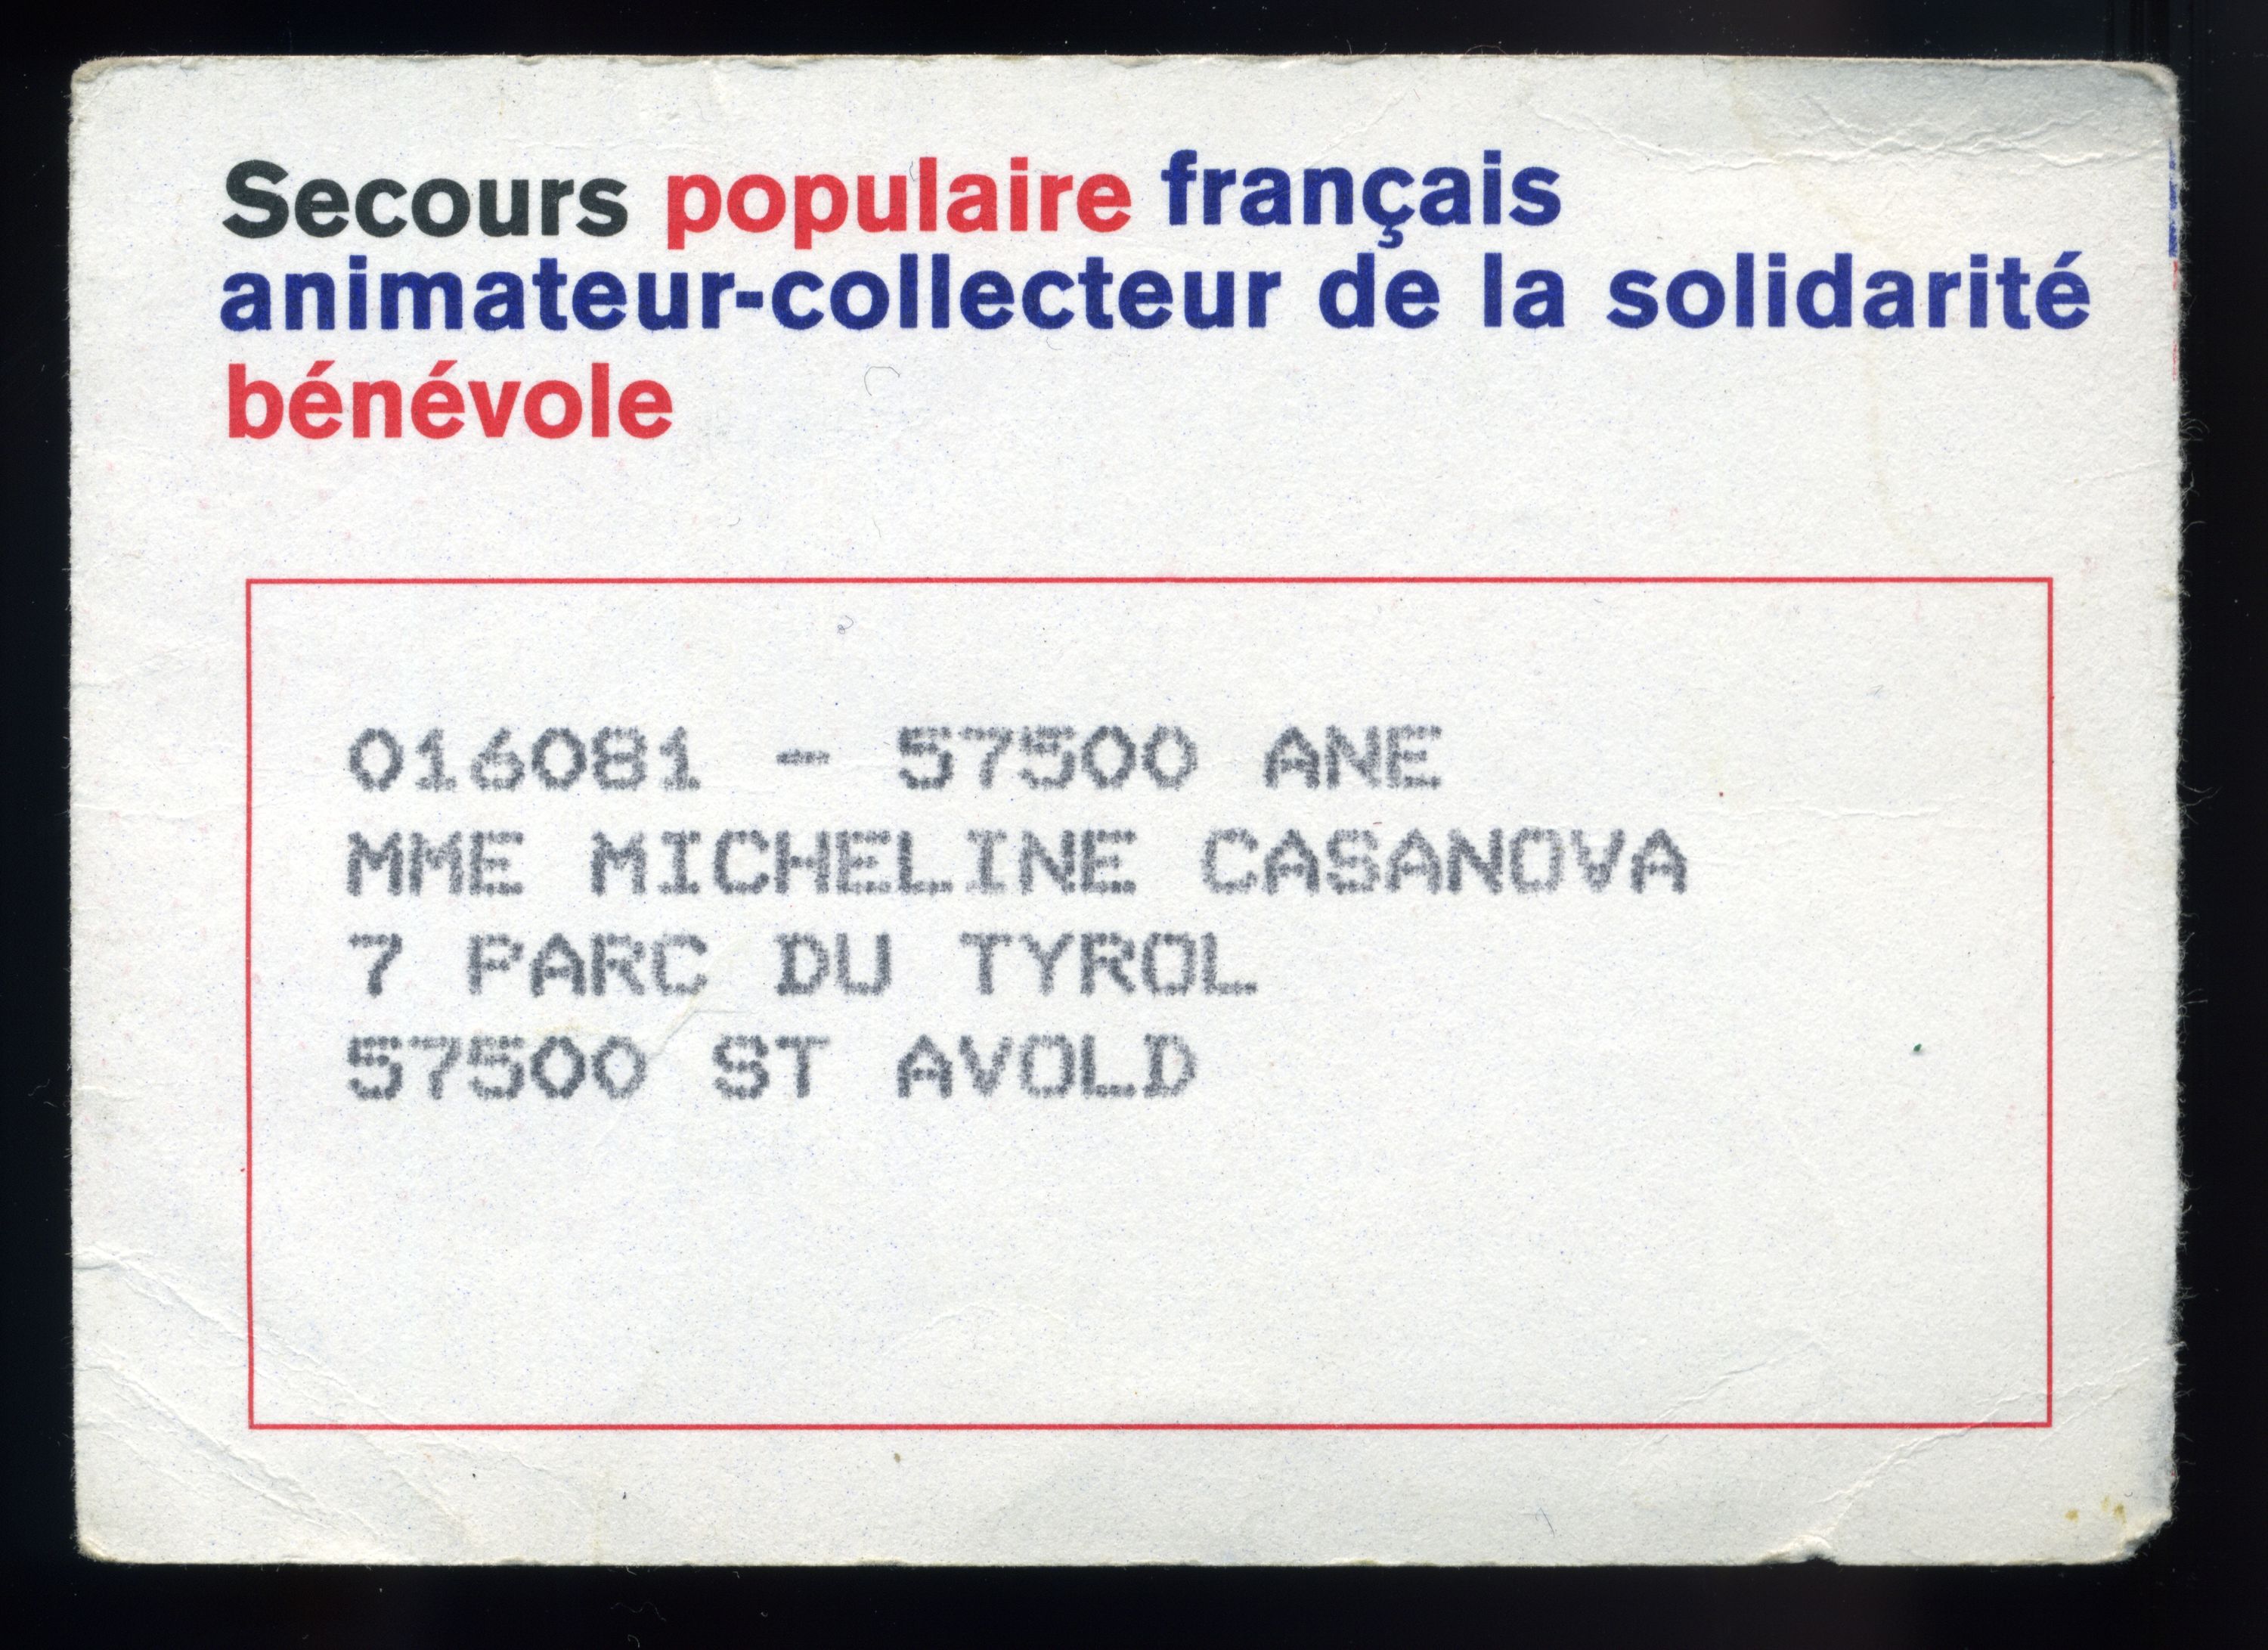 Secours populaire français
animateur-collecteur de la solidarité
bénévole
016081 - 57500 ANE
MME MICHELINE CASANOVA
7 PARC DU TYROL
57500 ST AVOLD